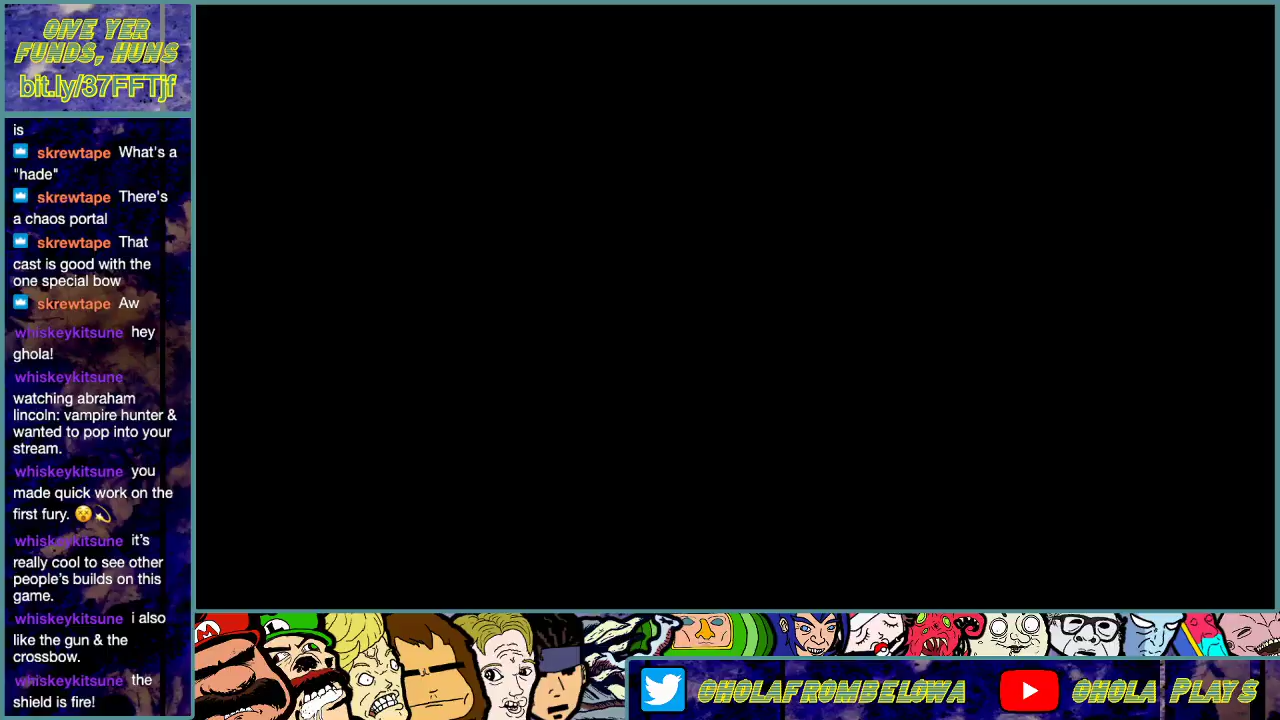 GIVE YER
FUNDS, HUNS
bit.ly/37FFTjf
is
skrewtape What's a
"hade"
skrewtape There's
a chaos portal
skrewtape That
cast is good with the
one special bow
skrewtape Aw
whiskeykitsune hey
ghola!
whiskeykitsune
watching abraham
lincoln: vampire hunter &
wanted to pop into your
stream.
whiskeykitsune you
made quick work on the
first fury. 😵💫
whiskeykitsune it’s
really cool to see other
people’s builds on this
game.
whiskeykitsune i also
like the gun & the
crossbow.
whiskeykitsune the
shield is fire!
M
GHOLAFROMBELOWA
GHOLA PLAYS